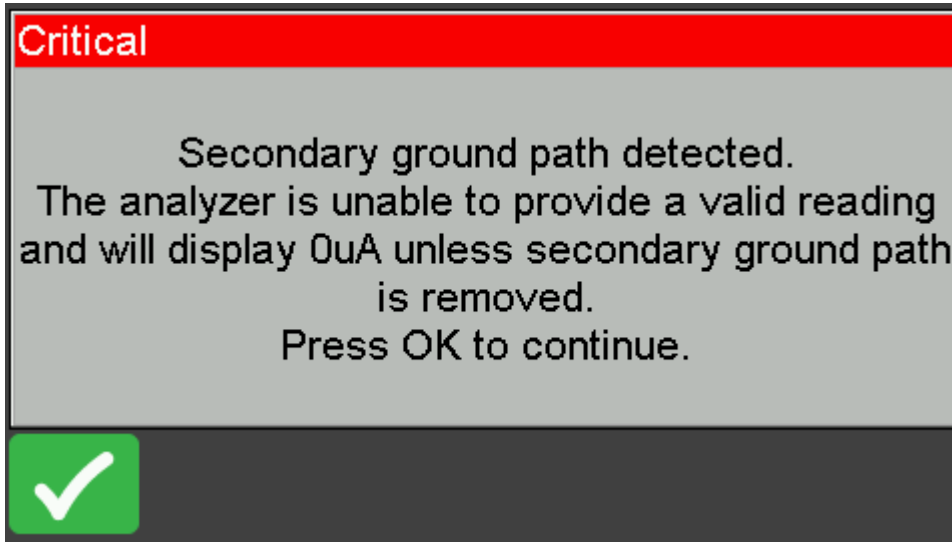 Critical
Secondary ground path detected.
The analyzer is unable to provide a valid reading
and will display 0uA unless secondary ground path
is removed.
Press OK to continue.